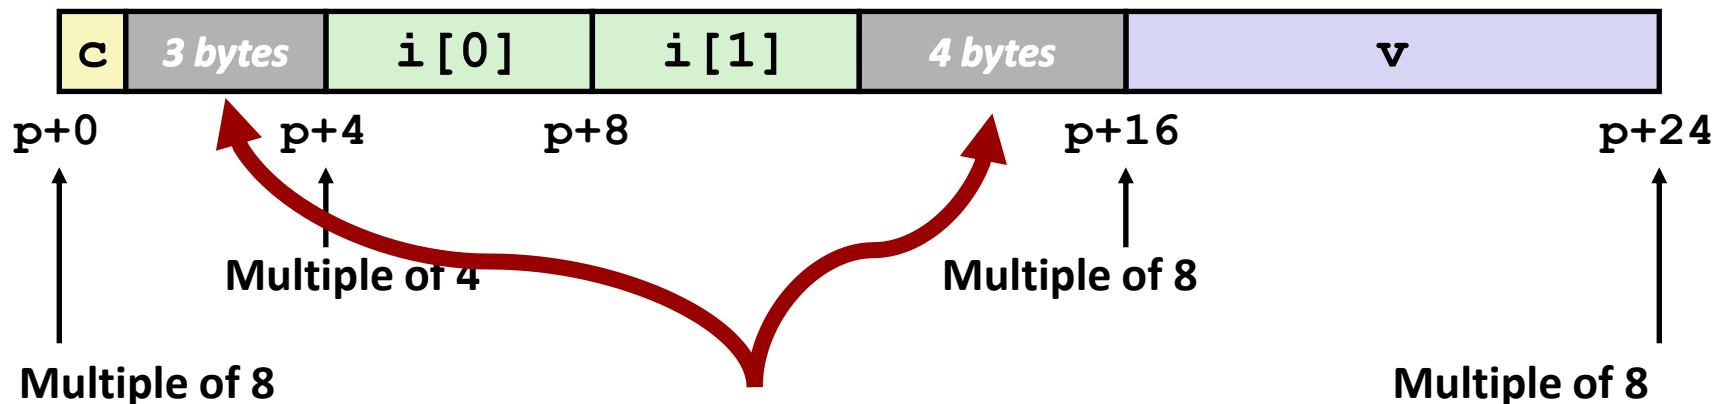 c 3 bytes i[0] i[1] 4 bytes v
p+0 p+4 p+8 p+16 p+24
Multiple of 4 Multiple of 8
Multiple of 8 Multiple of 8